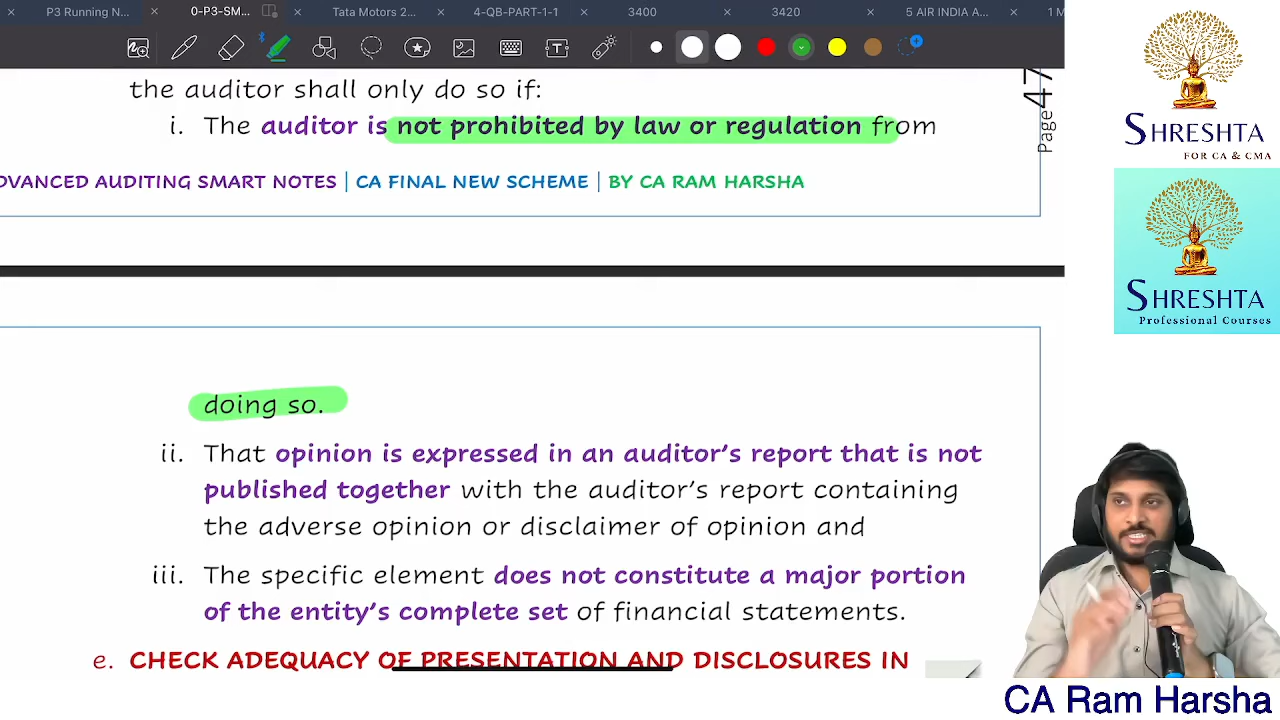 P3 Running N...
0-P3-SM...
Tata Motors 2...
4-QB-PART-1-1
3400
3420
5 AIR INDIA A...
1 M
the auditor shall only do so if:
i. The auditor is not prohibited by law or regulation from
Page 47
DVANCED AUDITING SMART NOTES | CA FINAL NEW SCHEME | BY CA RAM HARSHA
doing so.
ii. That opinion is expressed in an auditor's report that is not
published together with the auditor's report containing
the adverse opinion or disclaimer of opinion and
iii. The specific element does not constitute a major portion
of the entity's complete set of financial statements.
e. CHECK ADEQUACY OF PRESENTATION AND DISCLOSURES IN
SHRESHTA
FOR CA & CMA
SHRESHTA
Professional Courses
CA Ram Harsha